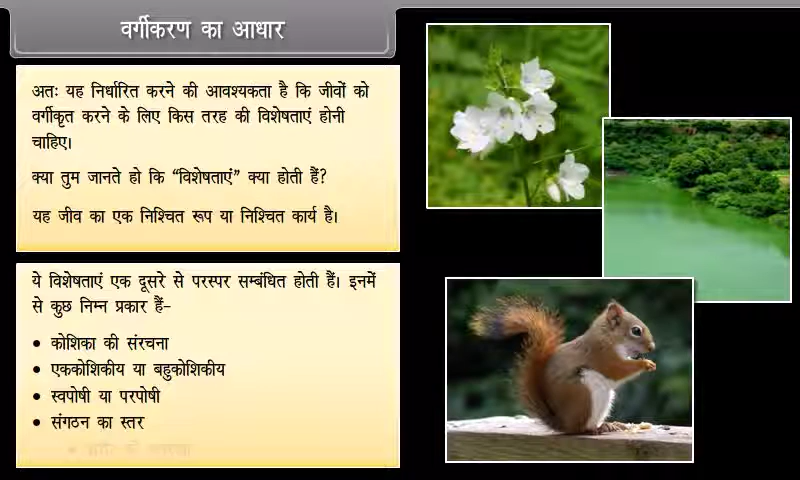 वर्गीकरण का आधार
अतः यह निर्धारित करने की आवश्यकता है कि जीवों को
वर्गीकृत करने के लिए किस तरह की विशेषताएं होनी
चाहिए।
क्या तुम जानते हो कि “विशेषताएं” क्या होती हैं?
यह जीव का एक निश्चित रूप या निश्चित कार्य है।
ये विशेषताएं एक दूसरे से परस्पर सम्बंधित होती हैं। इनमें
से कुछ निम्न प्रकार हैं-
• कोशिका की संरचना
• एककोशिकीय या बहुकोशिकीय
• स्वपोषी या परपोषी
• संगठन का स्तर